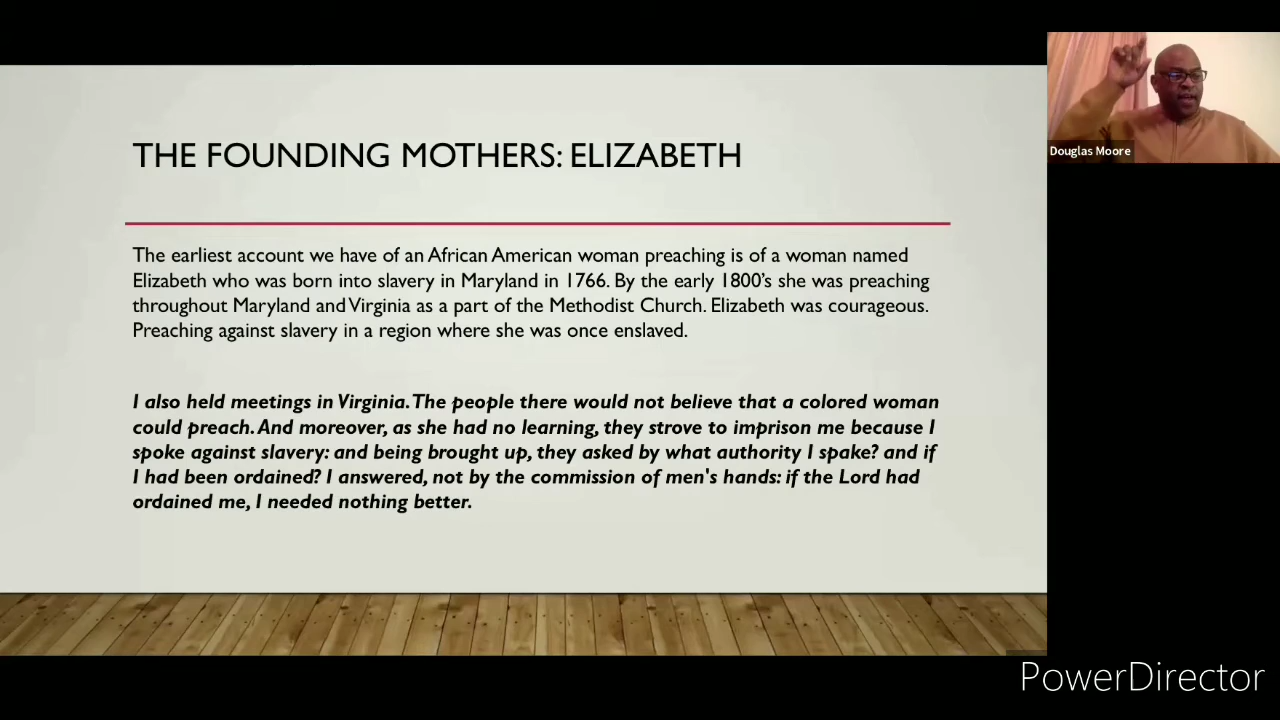 THE FOUNDING MOTHERS: ELIZABETH
The earliest account we have of an African American woman preaching is of a woman named
Elizabeth who was born into slavery in Maryland in 1766. By the early 1800's she was preaching
throughout Maryland and Virginia as a part of the Methodist Church. Elizabeth was courageous.
Preaching against slavery in a region where she was once enslaved.
I also held meetings in Virginia. The people there would not believe that a colored woman
could preach. And moreover, as she had no learning, they strove to imprison me because I
spoke against slavery: and being brought up, they asked by what authority I spake? and if
I had been ordained? I answered, not by the commission of men's hands: if the Lord had
ordained me, I needed nothing better.
Douglas Moore
PowerDirector